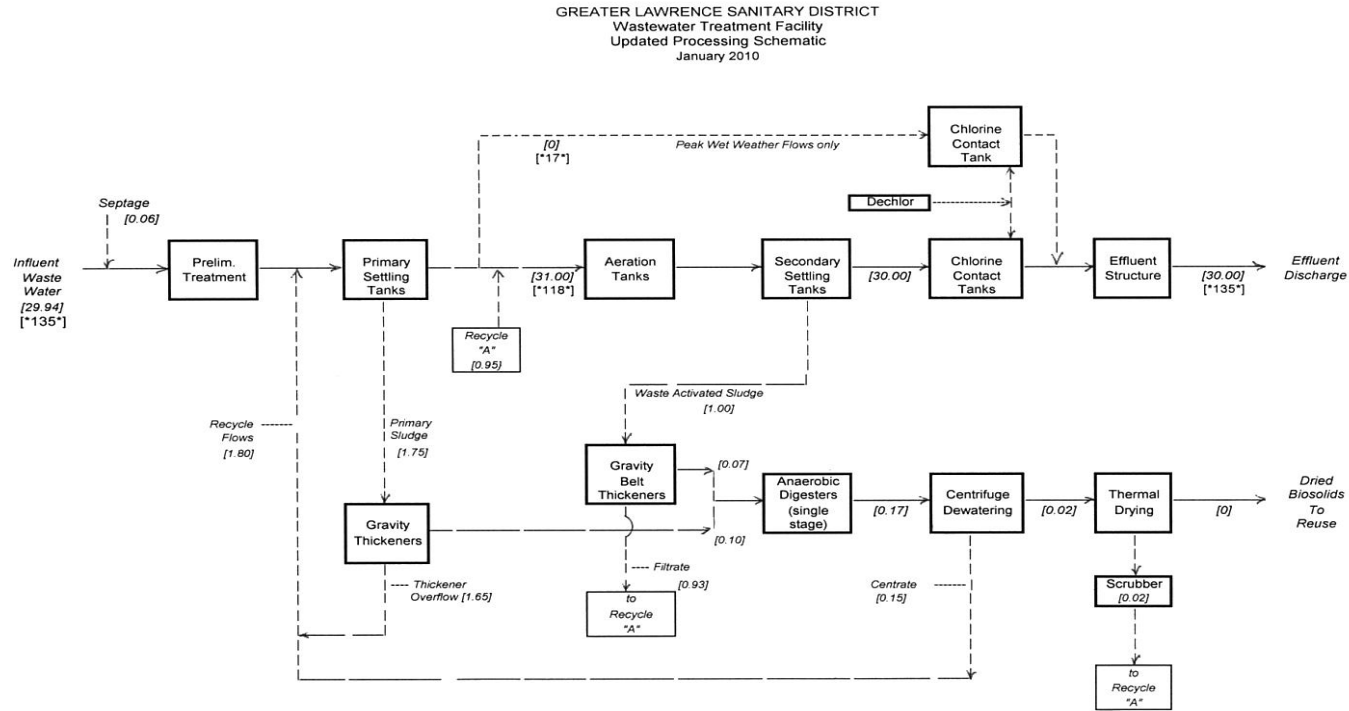 GREATER LAWRENCE SANITARY DISTRICT
Wastewater Treatment Facility
Updated Processing Schematic
January 2010
[0]
[*17*]
Peak Wet Weather Flows only
Chlorine
Contact
Tank
Dechlor
Septage
[0.06]
Influent
Waste
Water
[29.94]
[*135*]
Prelim.
Treatment
Primary
Settling
Tanks
[31.00]
[*118*]
Aeration
Tanks
Secondary
Settling
Tanks
[30.00]
Chlorine
Contact
Tanks
Effluent
Structure
[30.00]
[*135*]
Effluent
Discharge
Recycle
"A"
[0.95]
Waste Activated Sludge
[1.00]
Recycle
Flows
[1.80]
Primary
Sludge
[1.75]
Gravity
Belt
Thickeners
[0.07]
Gravity
Thickeners
[0.10]
Anaerobic
Digesters
(single
stage)
[0.17]
Centrifuge
Dewatering
[0.02]
Thermal
Drying
[0]
Dried
Biosolids
To
Reuse
Thickener
Overflow [1.65]
Filtrate
[0.93]
to
Recycle
"A"
Centrate
[0.15]
Scrubber
[0.02]
to
Recycle
"A"